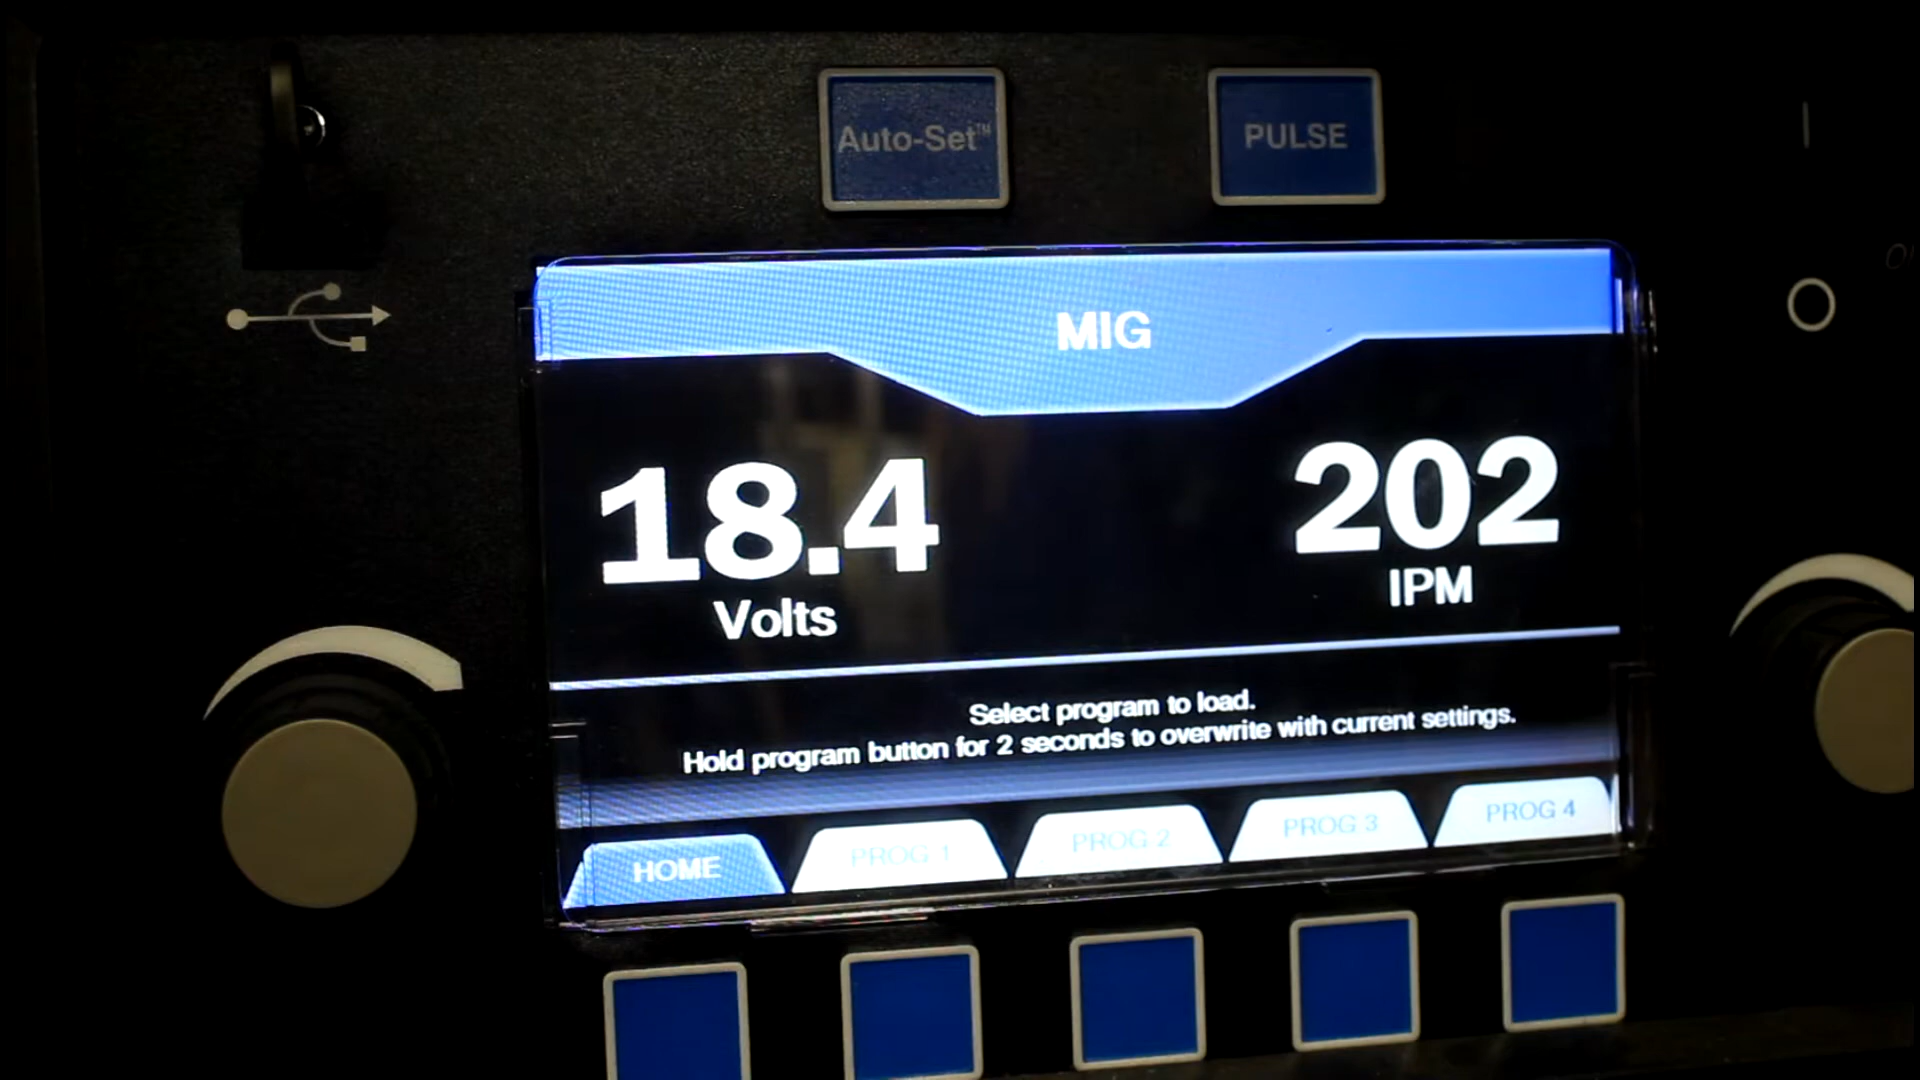 Auto-Set™
PULSE
MIG
18.4
Volts
202
IPM
Select program to load.
Hold program button for 2 seconds to overwrite with current settings.
HOME
PROG 1
PROG 2
PROG 3
PROG 4